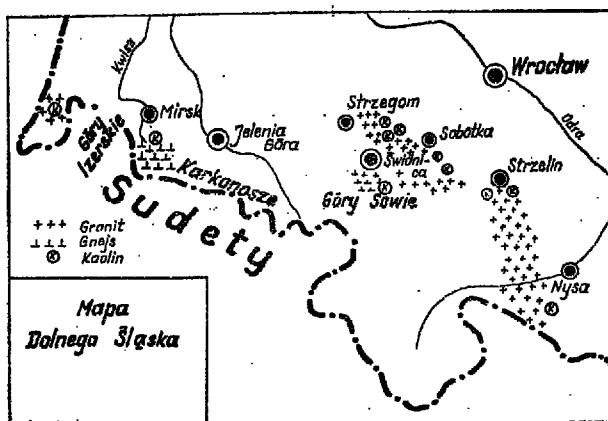 Kwisa
Wrocław
Odra
Mirsk
Strzegom
Góry
Izerskie
Jelenia
Góra
Sobótka
Świdni-
ca
Strzelin
Karkonosze
Góry Sowie
Sudety
+++ Granit
Gnejs
K Kaolin
Nysa
Mapa
Dolnego Śląska